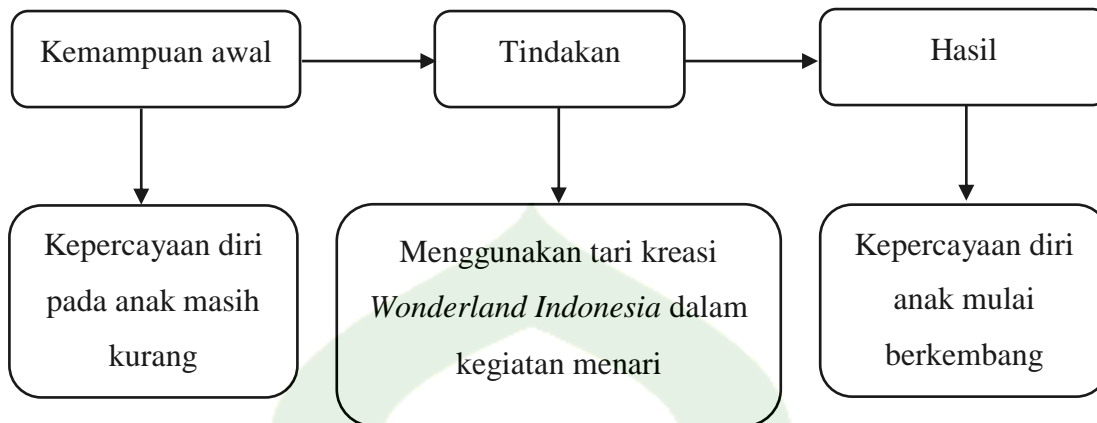 Kemampuan awal
Tindakan
Hasil
Kepercayaan diri
pada anak masih
kurang
Menggunakan tari kreasi
Wonderland Indonesia dalam
kegiatan menari
Kepercayaan diri
anak mulai
berkembang